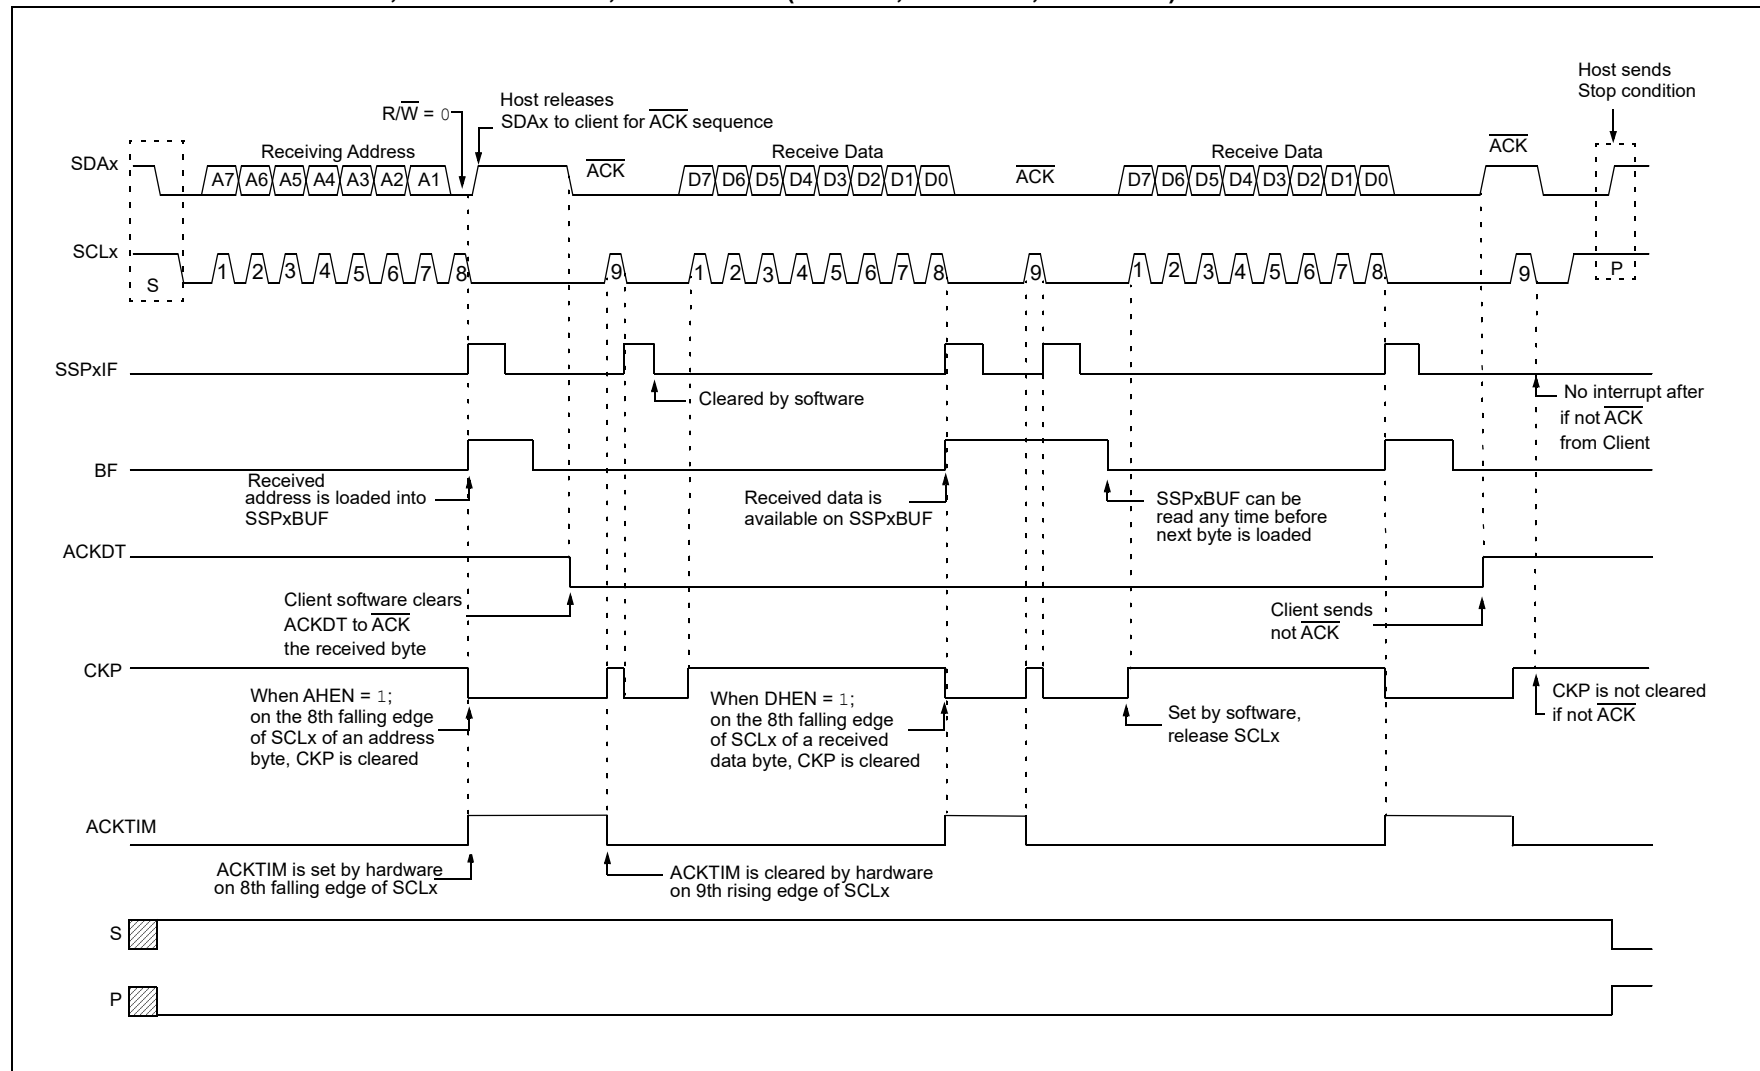 Host sends
Stop condition
Host releases
SDAx to client for ACK sequence
R/W = 0
SDAx
Receiving Address
ACK
Receive Data
ACK
Receive Data
ACK
A7 A6 A5 A4 A3 A2 A1
D7 D6 D5 D4 D3 D2 D1 D0
D7 D6 D5 D4 D3 D2 D1 D0
SCLx
S
1 2 3 4 5 6 7 8 9
1 2 3 4 5 6 7 8 9
1 2 3 4 5 6 7 8 9
P
SSPxIF
Cleared by software
No interrupt after
if not ACK
from Client
BF
Received
address is loaded into
SSPxBUF
Received data is
available on SSPxBUF
SSPxBUF can be
read any time before
next byte is loaded
ACKDT
Client software clears
ACKDT to ACK
the received byte
Client sends
not ACK
CKP
When AHEN = 1;
on the 8th falling edge
of SCLx of an address
byte, CKP is cleared
When DHEN = 1;
on the 8th falling edge
of SCLx of a received
data byte, CKP is cleared
Set by software,
release SCLx
CKP is not cleared
if not ACK
ACKTIM
ACKTIM is set by hardware
on 8th falling edge of SCLx
ACKTIM is cleared by hardware
on 9th rising edge of SCLx
S
P